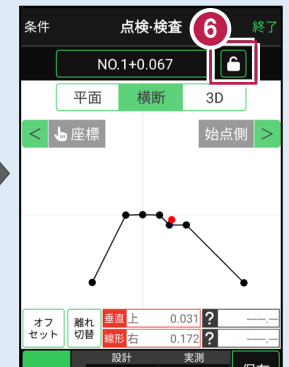 条件 点検・検査 6 終了
NO.1+0.067
平面 横断 3D
< 座標 始点側 >
オフ
セット
離れ
切替
垂直 上 0.031 ? -----.---
線形 右 0.172 ? -----.---
設計 実測